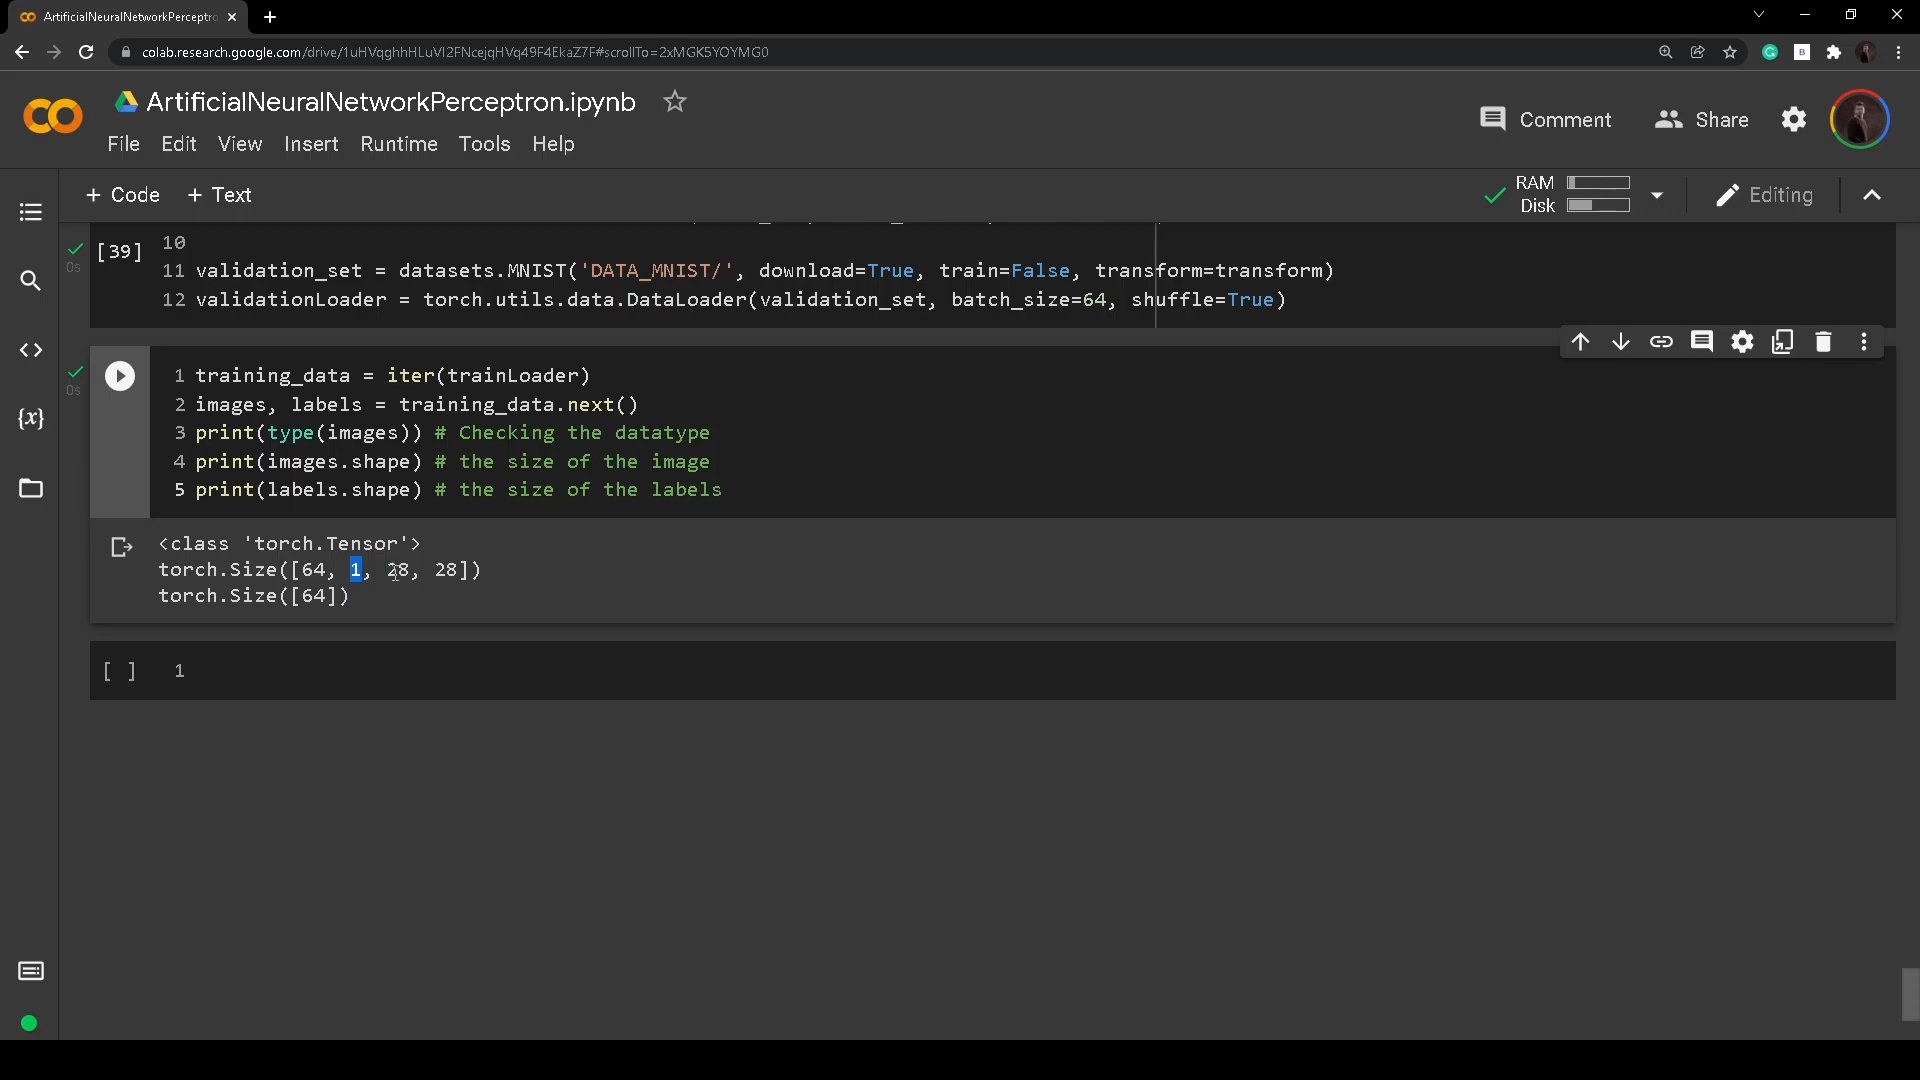 ArtificialNeuralNetworkPerceptro
colab.research.google.com/drive/1uHVqghhHLuVI2FNcejqHVq49F4EkaZ7F#scrollTo=2xMGK5YOYMG0
ArtificialNeuralNetworkPerceptron.ipynb
Comment
Share
File Edit View Insert Runtime Tools Help
+ Code + Text
RAM
Disk
Editing
0s
[39]
10
11 validation_set = datasets.MNIST('DATA_MNIST/', download=True, train=False, transform=transform)
12 validationLoader = torch.utils.data.DataLoader(validation_set, batch_size=64, shuffle=True)
0s
1 training_data = iter(trainLoader)
2 images, labels = training_data.next()
3 print(type(images)) # Checking the datatype
4 print(images.shape) # the size of the image
5 print(labels.shape) # the size of the labels
<class 'torch.Tensor'>
torch.Size([64, 1, 28, 28])
torch.Size([64])
[ ] 1
{x}